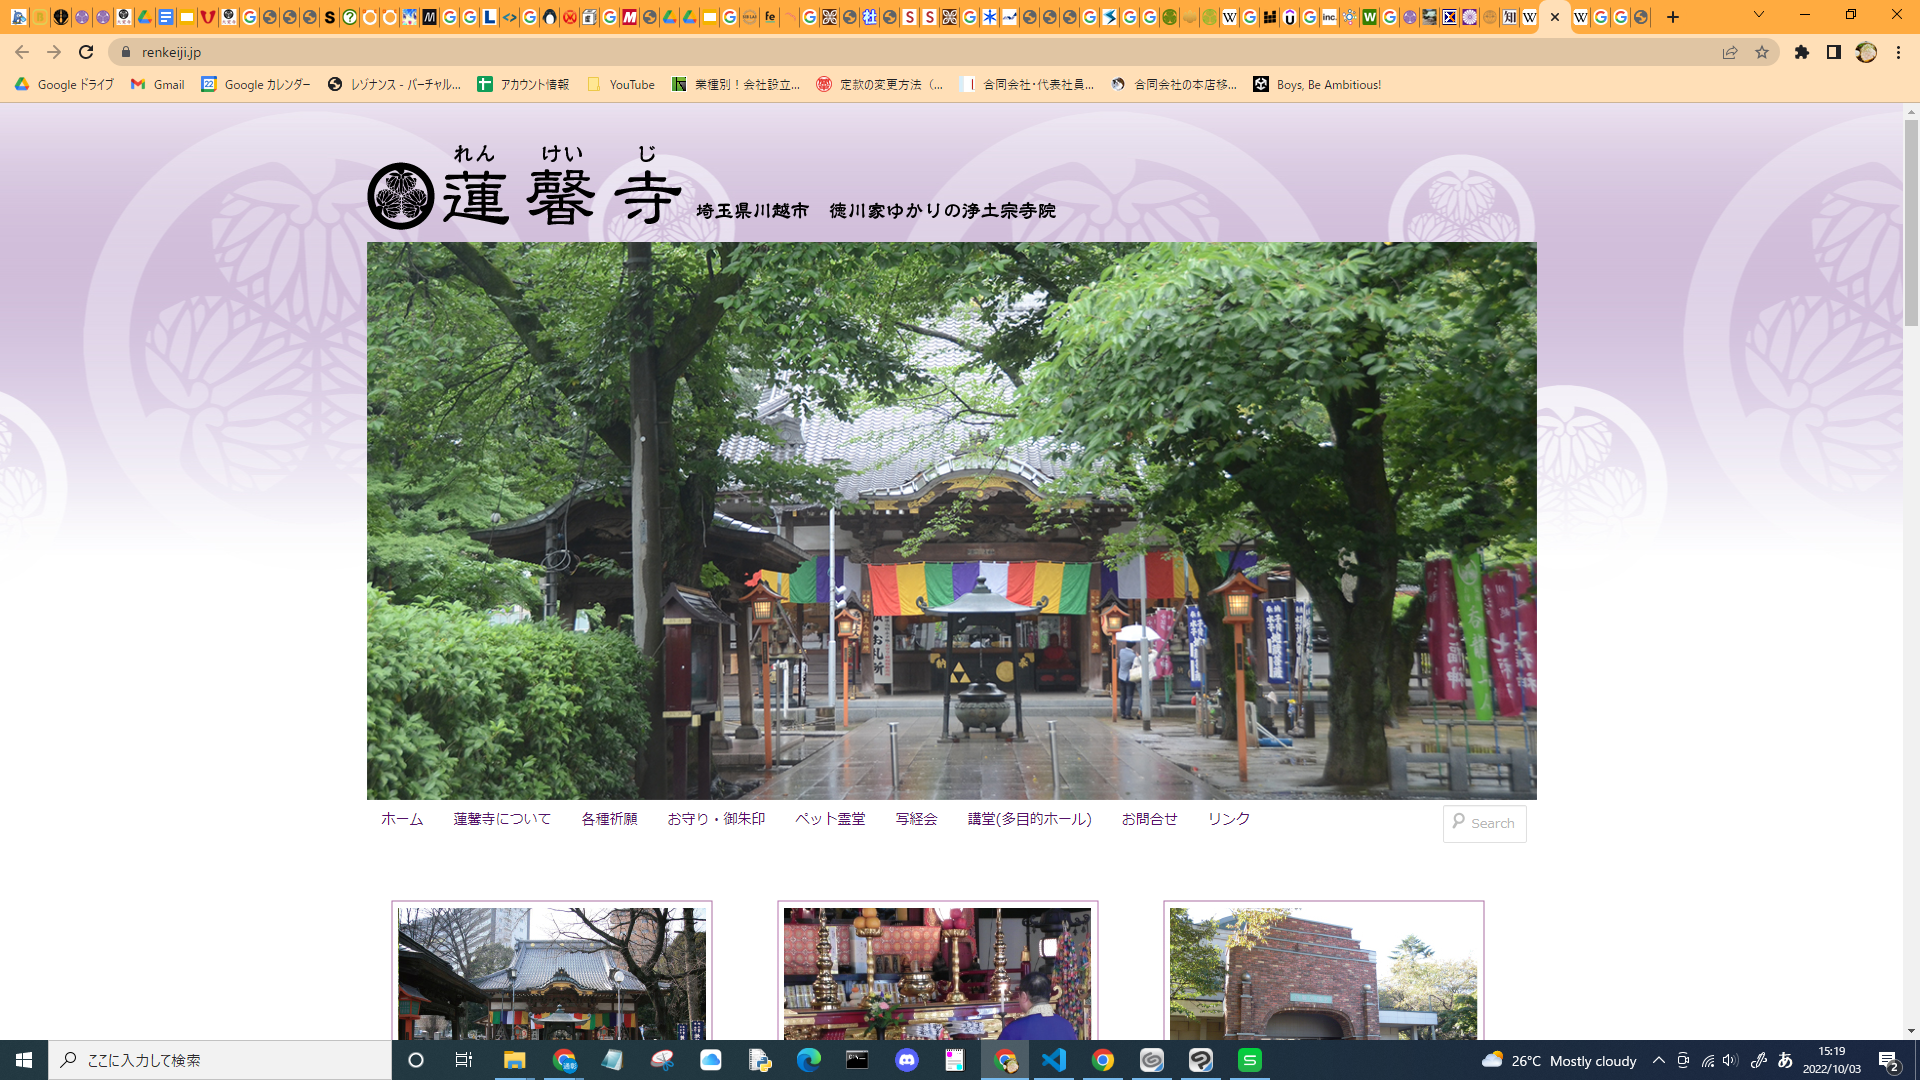 renkeiji.jp
Google ドライブ
Gmail
Google カレンダー
レゾナンス - バーチャル...
アカウント情報
YouTube
業種別！会社設立...
定款の変更方法（...
合同会社・代表社員...
合同会社の本店移...
Boys, Be Ambitious!
れん けい じ
蓮馨寺
埼玉県川越市 徳川家ゆかりの浄土宗寺院
ホーム
蓮馨寺について
各種祈願
お守り・御朱印
ペット霊堂
写経会
講堂(多目的ホール)
お問合せ
リンク
Search
ここに入力して検索
26°C Mostly cloudy
あ
15:19
2022/10/03
2